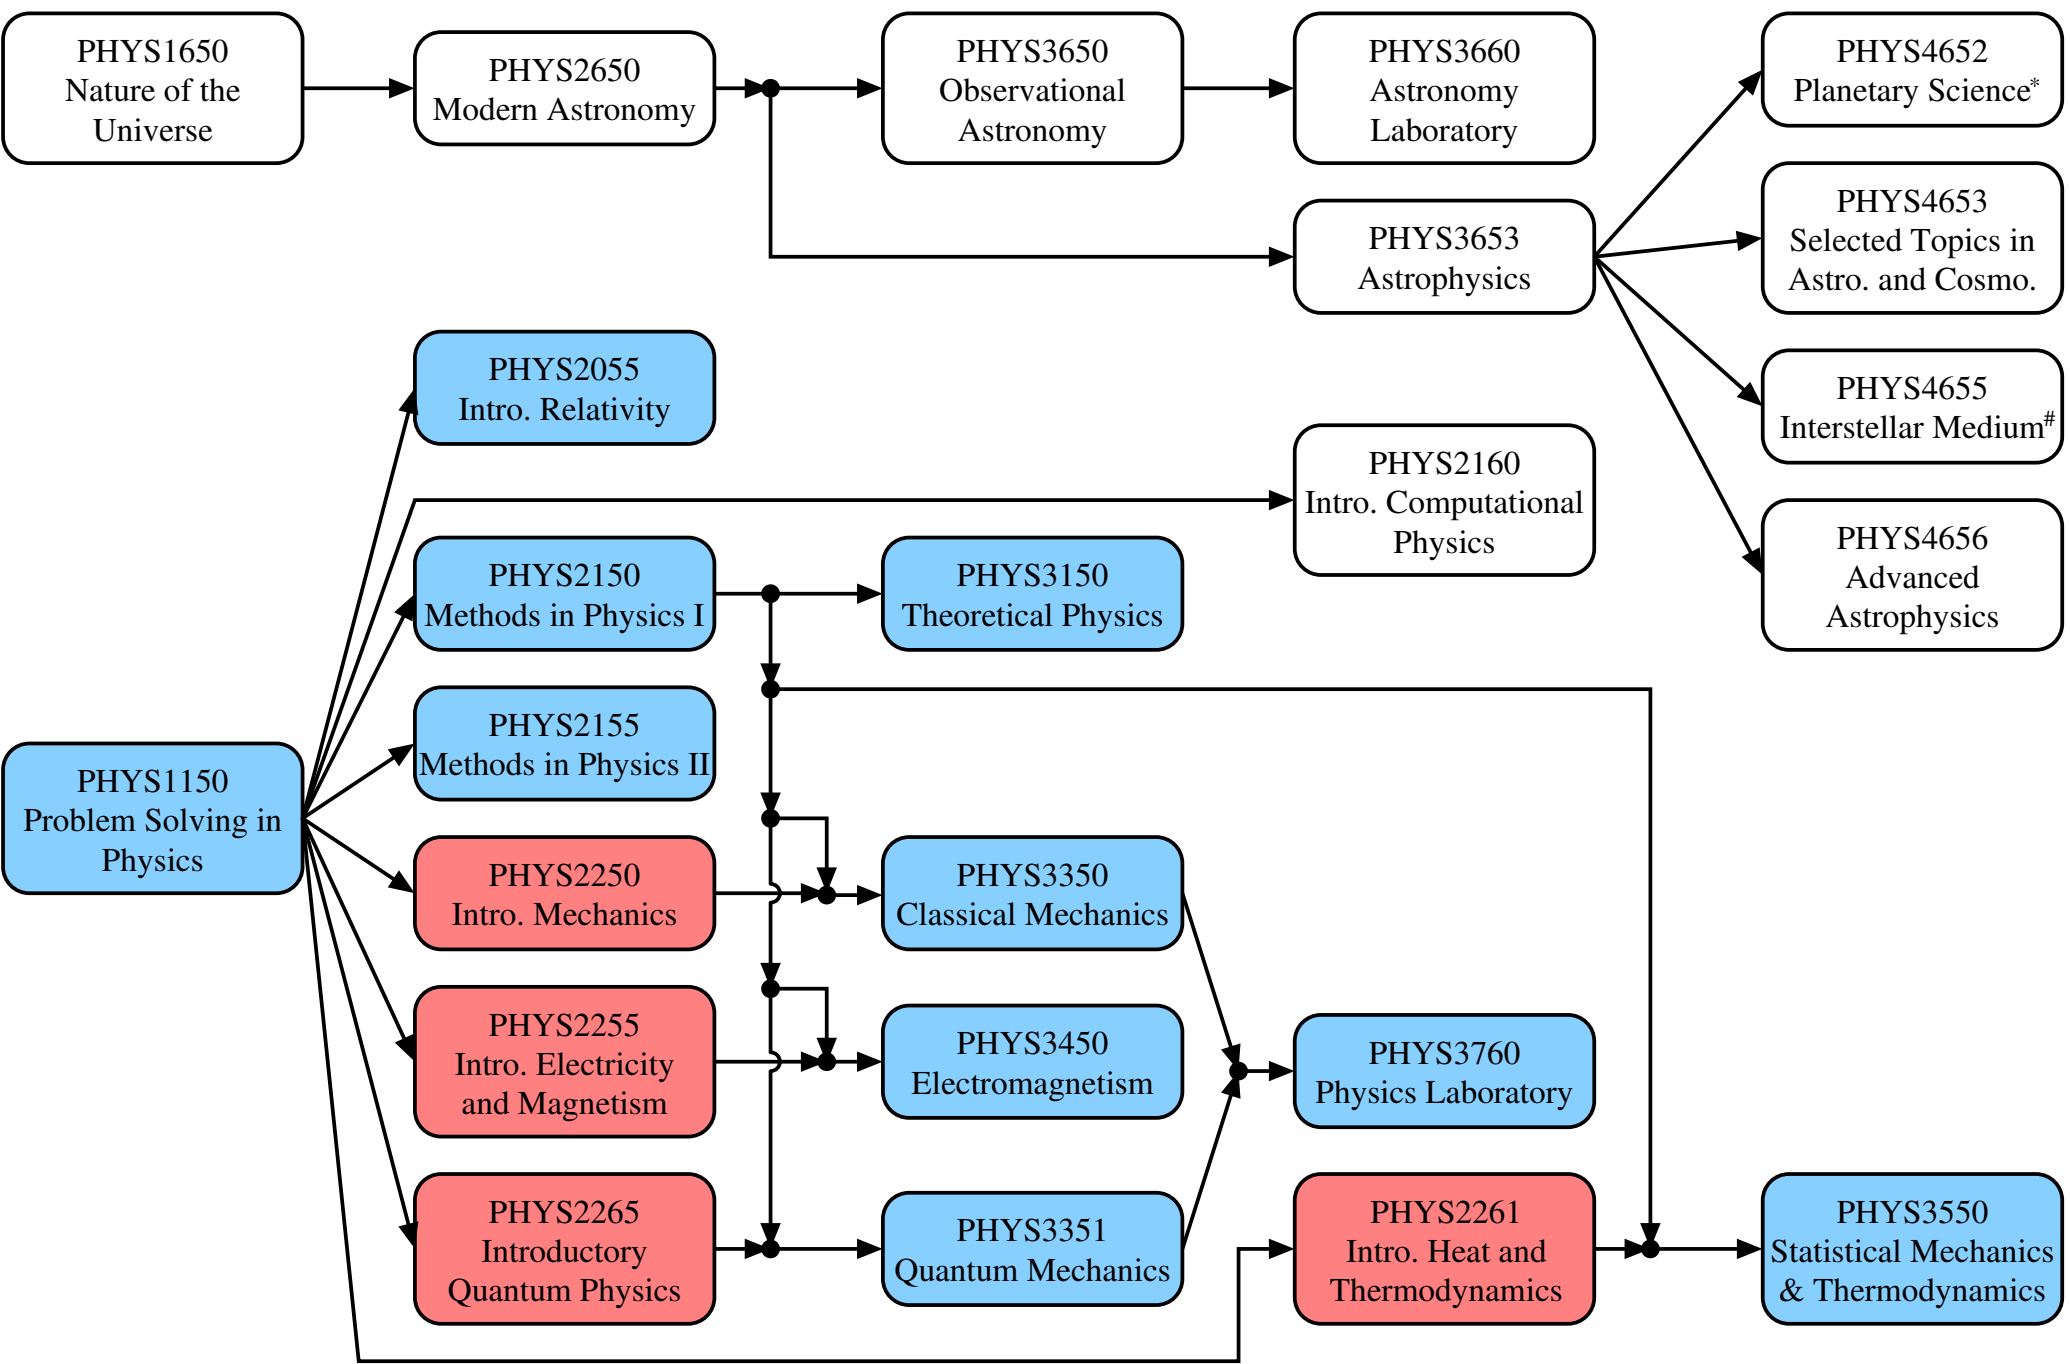 PHYS1650
Nature of the
Universe
PHYS2650
Modern Astronomy
PHYS3650
Observational
Astronomy
PHYS3660
Astronomy
Laboratory
PHYS4652
Planetary Science*
PHYS3653
Astrophysics
PHYS4653
Selected Topics in
Astro. and Cosmo.
PHYS2055
Intro. Relativity
PHYS4655
Interstellar Medium#
PHYS2160
Intro. Computational
Physics
PHYS4656
Advanced
Astrophysics
PHYS2150
Methods in Physics I
PHYS3150
Theoretical Physics
PHYS2155
Methods in Physics II
PHYS1150
Problem Solving in
Physics
PHYS2250
Intro. Mechanics
PHYS3350
Classical Mechanics
PHYS2255
Intro. Electricity
and Magnetism
PHYS3450
Electromagnetism
PHYS3760
Physics Laboratory
PHYS2265
Introductory
Quantum Physics
PHYS3351
Quantum Mechanics
PHYS2261
Intro. Heat and
Thermodynamics
PHYS3550
Statistical Mechanics
& Thermodynamics